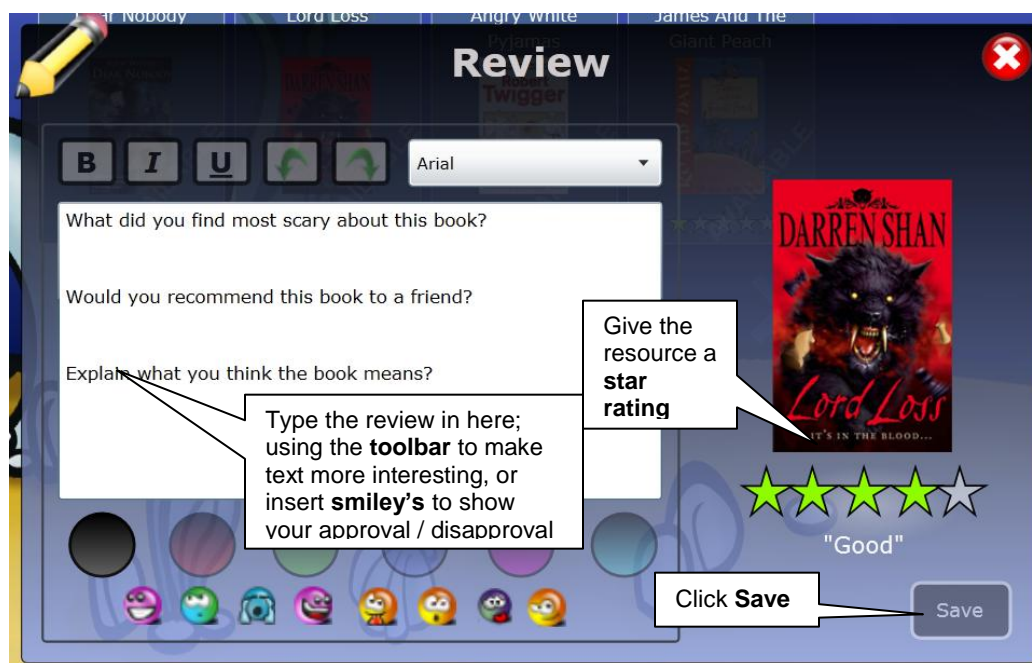 Lord Loss
Angry White
James And The
Pyjamas
Giant Peach
Review
Twigger
B I U
Arial
What did you find most scary about this book?
Would you recommend this book to a friend?
Explain what you think the book means?
Give the
resource a
star
rating
Type the review in here;
using the toolbar to make
text more interesting, or
insert smiley's to show
your approval / disapproval
DARREN SHAN
Lord Loss
IT'S IN THE BLOOD...
"Good"
Click Save
Save